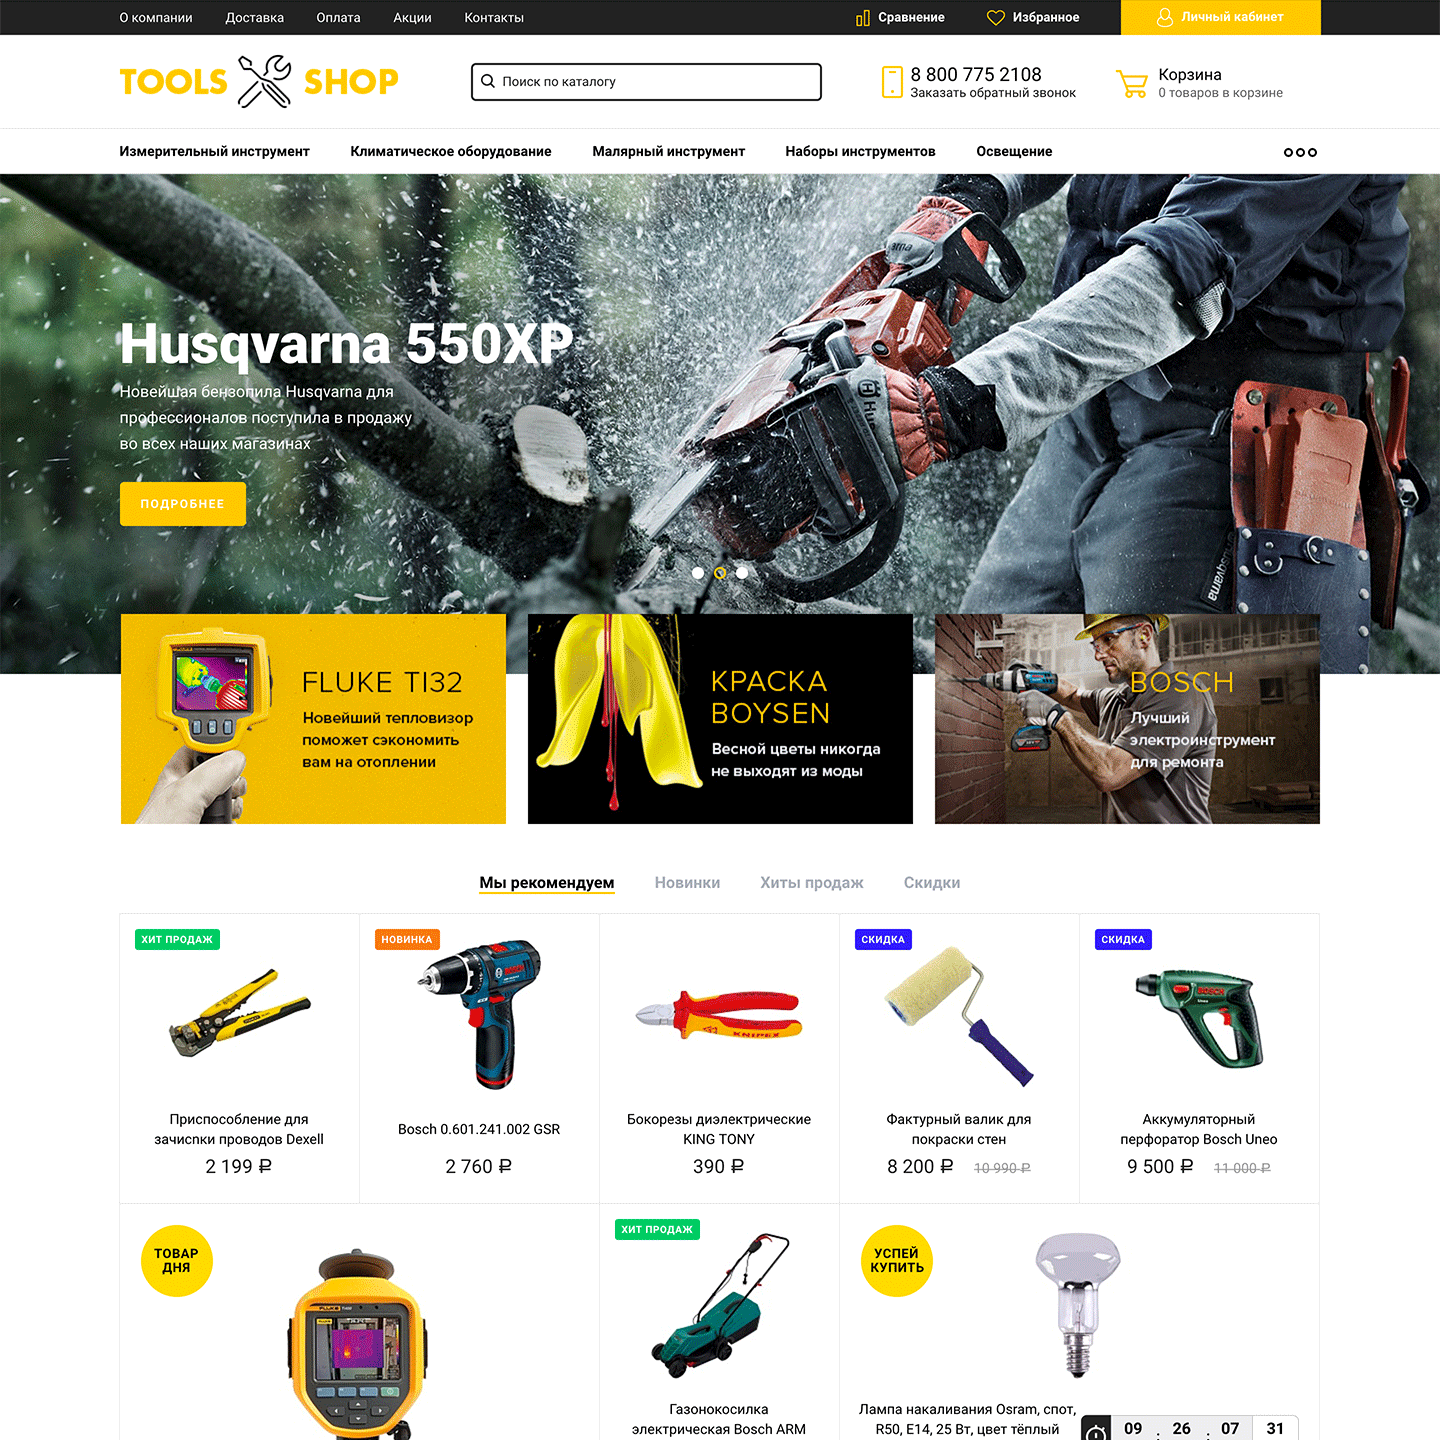 О компании Доставка Оплата Акции Контакты Сравнение Избранное Личный кабинет
TOOLS SHOP
Поиск по каталогу
8 800 775 2108
Заказать обратный звонок
Корзина
0 товаров в корзине
Измерительный инструмент Климатическое оборудование Малярный инструмент Наборы инструментов Освещение
Husqvarna 550XP
Новейшая бензопила Husqvarna для
профессионалов поступила в продажу
во всех наших магазинах
ПОДРОБНЕЕ
Husqvarna
FLUKE TI32
Новейший тепловизор
поможет сэкономить
вам на отоплении
КРАСКА
BOYSEN
Весной цветы никогда
не выходят из моды
BOSCH
Лучший
электроинструмент
для ремонта
Мы рекомендуем Новинки Хиты продаж Скидки
ХИТ ПРОДАЖ
Приспособление для
зачиспки проводов Dexell
2 199 ₽
НОВИНКА
BOSCH
Bosch 0.601.241.002 GSR
2 760 ₽
KNIPEX
Бокорезы диэлектрические
KING TONY
390 ₽
СКИДКА
Фактурный валик для
покраски стен
8 200 ₽ 10 990 ₽
СКИДКА
BOSCH
Аккумуляторный
перфоратор Bosch Uneo
9 500 ₽ 11 000 ₽
ТОВАР
ДНЯ
FLUKE
ХИТ ПРОДАЖ
Газонокосилка
электрическая Bosch ARM
УСПЕЙ
КУПИТЬ
Лампа накаливания Osram, спот,
R50, E14, 25 Вт, цвет тёплый
09 : 26 : 07 31